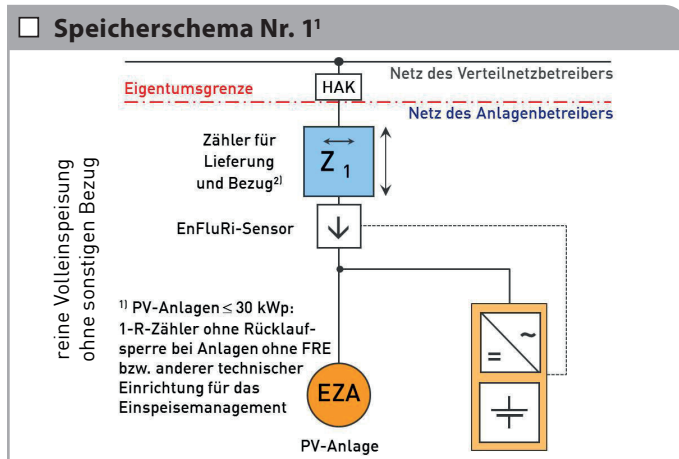 Speicherschema Nr. 1¹
Netz des Verteilnetzbetreibers
Eigentumsgrenze
HAK
Netz des Anlagenbetreibers
Zähler für
Lieferung
und Bezug²⁾
Z 1
EnFluRi-Sensor
reine Volleinspeisung
ohne sonstigen Bezug
¹⁾ PV-Anlagen ≤ 30 kWp:
1-R-Zähler ohne Rücklauf-
sperre bei Anlagen ohne FRE
bzw. anderer technischer
Einrichtung für das
Einspeisemanagement
EZA
PV-Anlage
= ~